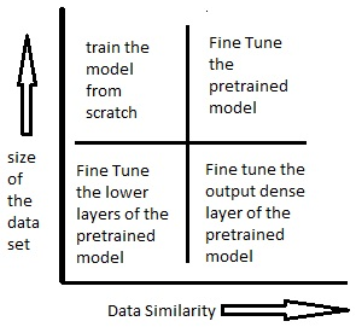 train the
model
from
scratch
Fine Tune
the
pretrained
model
size
of
the
data
set
Fine Tune
the lower
layers of the
pretrained
model
Fine tune the
output dense
layer of the
pretrained
model
Data Similarity